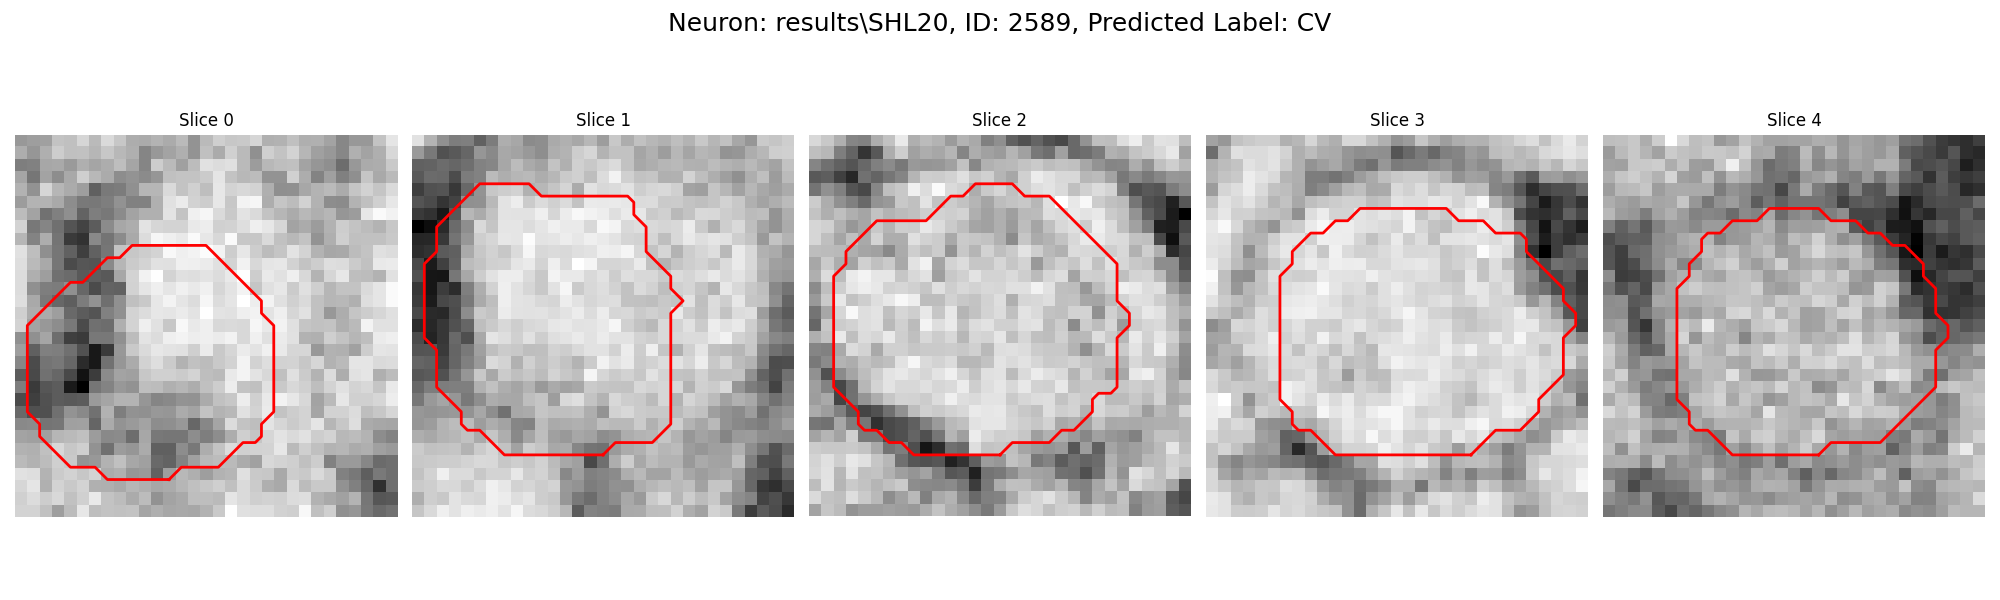 Neuron: results\SHL20, ID: 2589, Predicted Label: CV
Slice 0
Slice 1
Slice 2
Slice 3
Slice 4